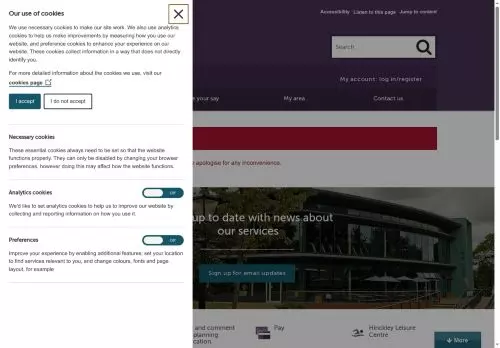 Our use of cookies
We use necessary cookies to make our site work. We also use analytics
cookies to help us make improvements by measuring how you use our
website, and preference cookies to enhance your experience on our
website. These cookies collect information in a way that does not directly
identify you.
For more detailed information about the cookies we use, visit our
cookies page
I accept
I do not accept
Necessary cookies
These essential cookies always need to be set so that the website
functions properly. They can only be disabled by changing your browser
preferences, however doing this may affect how the website functions.
Analytics cookies
Off
We'd like to set analytics cookies to help us to improve our website by
collecting and reporting information on how you use it.
Preferences
Off
Improve your experience by enabling additional features; set your location
to find services relevant to you, and change colours, fonts and page
layout, for example
Accessibility
Listen to this page
Jump to content
Search
My account: log in/register
your say
My area
Contact us
apologise for any inconvenience.
up to date with news about
our services
Sign up for email updates
and comment
planning
Pay
Hinckley Leisure
Centre
More